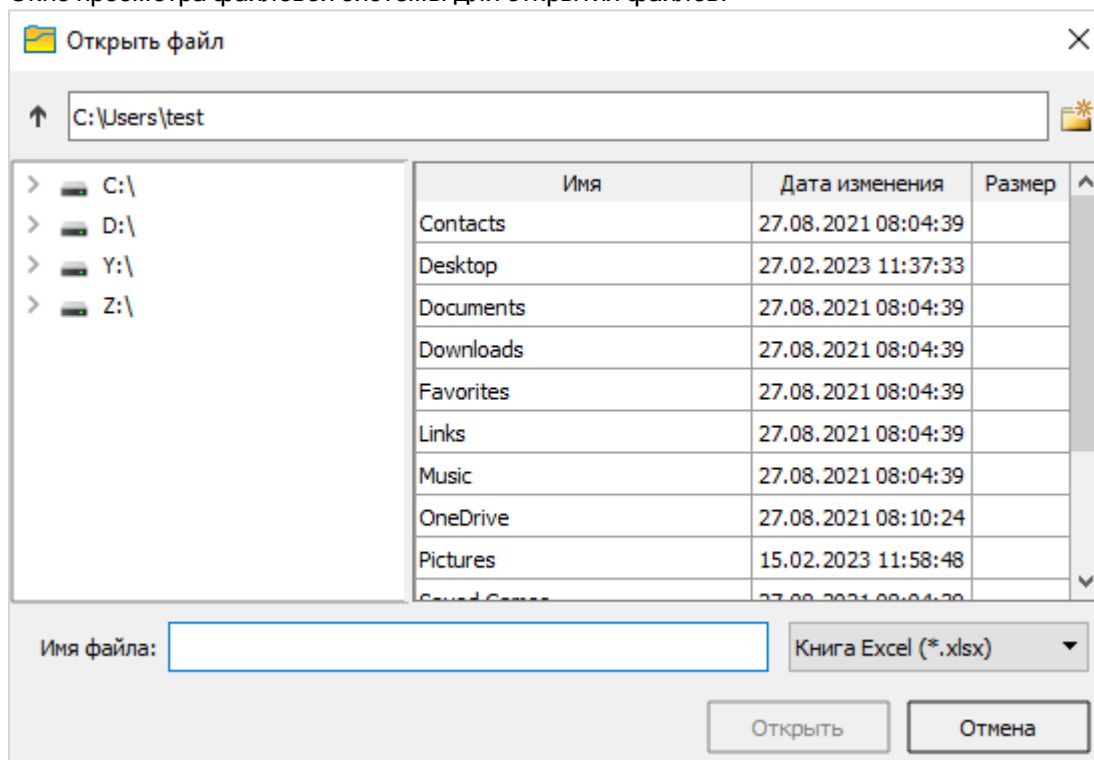 Открыть файл
C:\Users\test
C:\
D:\
Y:\
Z:\
Имя Дата изменения Размер
Contacts 27.08.2021 08:04:39
Desktop 27.02.2023 11:37:33
Documents 27.08.2021 08:04:39
Downloads 27.08.2021 08:04:39
Favorites 27.08.2021 08:04:39
Links 27.08.2021 08:04:39
Music 27.08.2021 08:04:39
OneDrive 27.08.2021 08:10:24
Pictures 15.02.2023 11:58:48
Имя файла: Книга Excel (*.xlsx)
Открыть Отмена